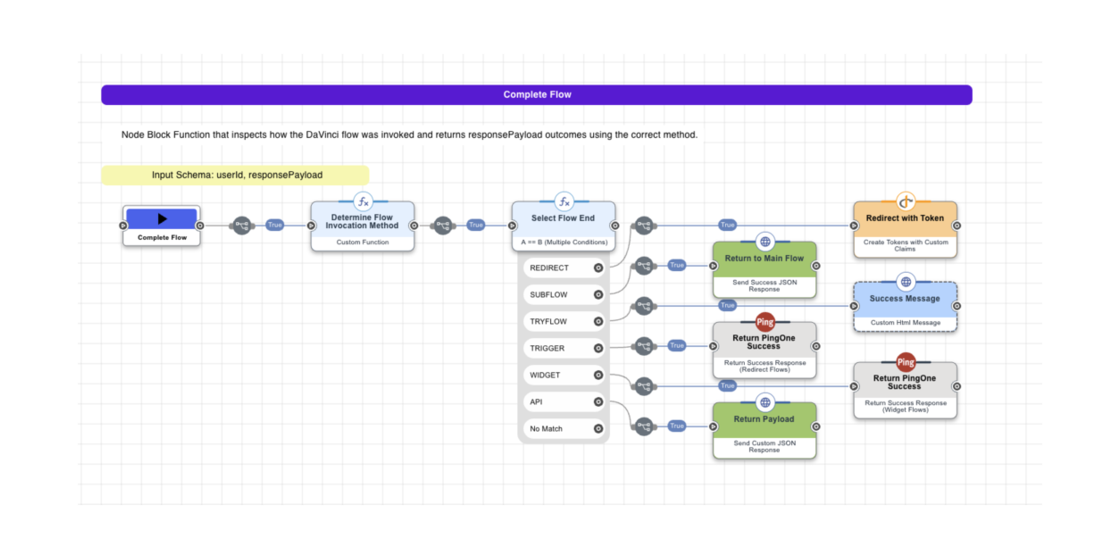 Complete Flow
Node Block Function that inspects how the DaVinci flow was invoked and returns responsePayload outcomes using the correct method.
Input Schema: userId, responsePayload
Complete Flow
True
fx
Determine Flow
Invocation Method
Custom Function
True
fx
Select Flow End
A == B (Multiple Conditions)
REDIRECT
SUBFLOW
TRYFLOW
TRIGGER
WIDGET
API
No Match
True
Redirect with Token
Create Tokens with Custom
Claims
True
Return to Main Flow
Send Success JSON
Response
True
Success Message
Custom Html Message
True
Ping
Return PingOne
Success
Return Success Response
(Redirect Flows)
True
Ping
Return PingOne
Success
Return Success Response
(Widget Flows)
True
Return Payload
Send Custom JSON
Response